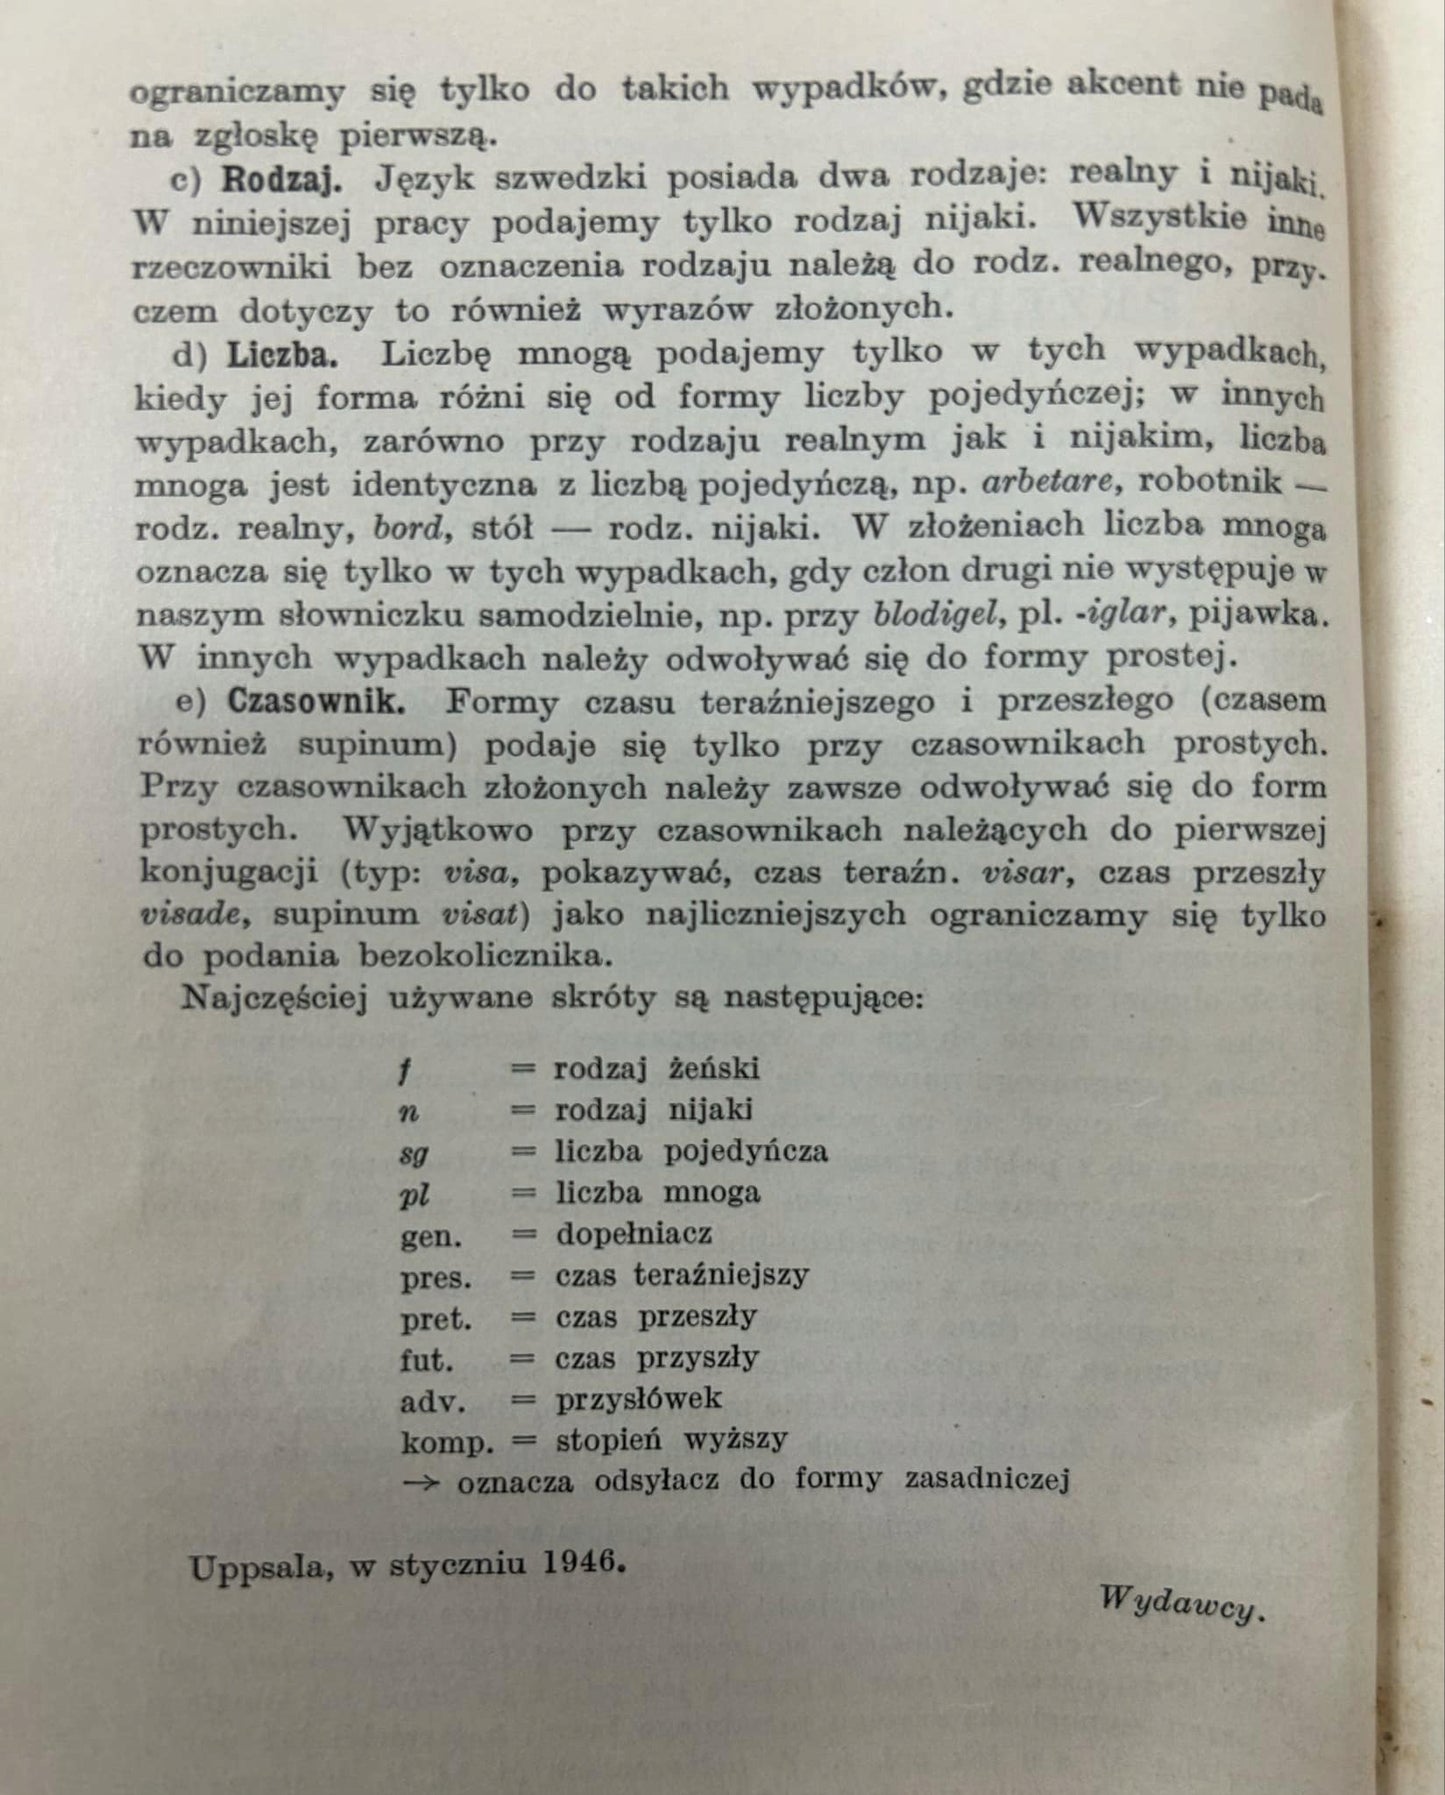 ograniczamy się tylko do takich wypadków, gdzie akcent nie pada
na zgłoskę pierwszą.
c) Rodzaj. Język szwedzki posiada dwa rodzaje: realny i nijaki.
W niniejszej pracy podajemy tylko rodzaj nijaki. Wszystkie inne
rzeczowniki bez oznaczenia rodzaju należą do rodz. realnego, przy-
czem dotyczy to również wyrazów złożonych.
d) Liczba. Liczbę mnogą podajemy tylko w tych wypadkach,
kiedy jej forma różni się od formy liczby pojedyńczej; w innych
wypadkach, zarówno przy rodzaju realnym jak i nijakim, liczba
mnoga jest identyczna z liczbą pojedyńczą, np. arbetare, robotnik —
rodz. realny, bord, stół — rodz. nijaki. W złożeniach liczba mnoga
oznacza się tylko w tych wypadkach, gdy człon drugi nie występuje w
naszym słowniczku samodzielnie, np. przy blodigel, pl. -iglar, pijawka.
W innych wypadkach należy odwoływać się do formy prostej.
e) Czasownik. Formy czasu teraźniejszego i przeszłego (czasem
również supinum) podaje się tylko przy czasownikach prostych.
Przy czasownikach złożonych należy zawsze odwoływać się do form
prostych. Wyjątkowo przy czasownikach należących do pierwszej
konjugacji (typ: visa, pokazywać, czas teraźn. visar, czas przeszły
visade, supinum visat) jako najliczniejszych ograniczamy się tylko
do podania bezokolicznika.
Najczęściej używane skróty są następujące:
f = rodzaj żeński
n = rodzaj nijaki
sg = liczba pojedyńcza
pl = liczba mnoga
gen. = dopełniacz
pres. = czas teraźniejszy
pret. = czas przeszły
fut. = czas przyszły
adv. = przysłówek
komp. = stopień wyższy
→ oznacza odsyłacz do formy zasadniczej
Uppsala, w styczniu 1946.
Wydawcy.